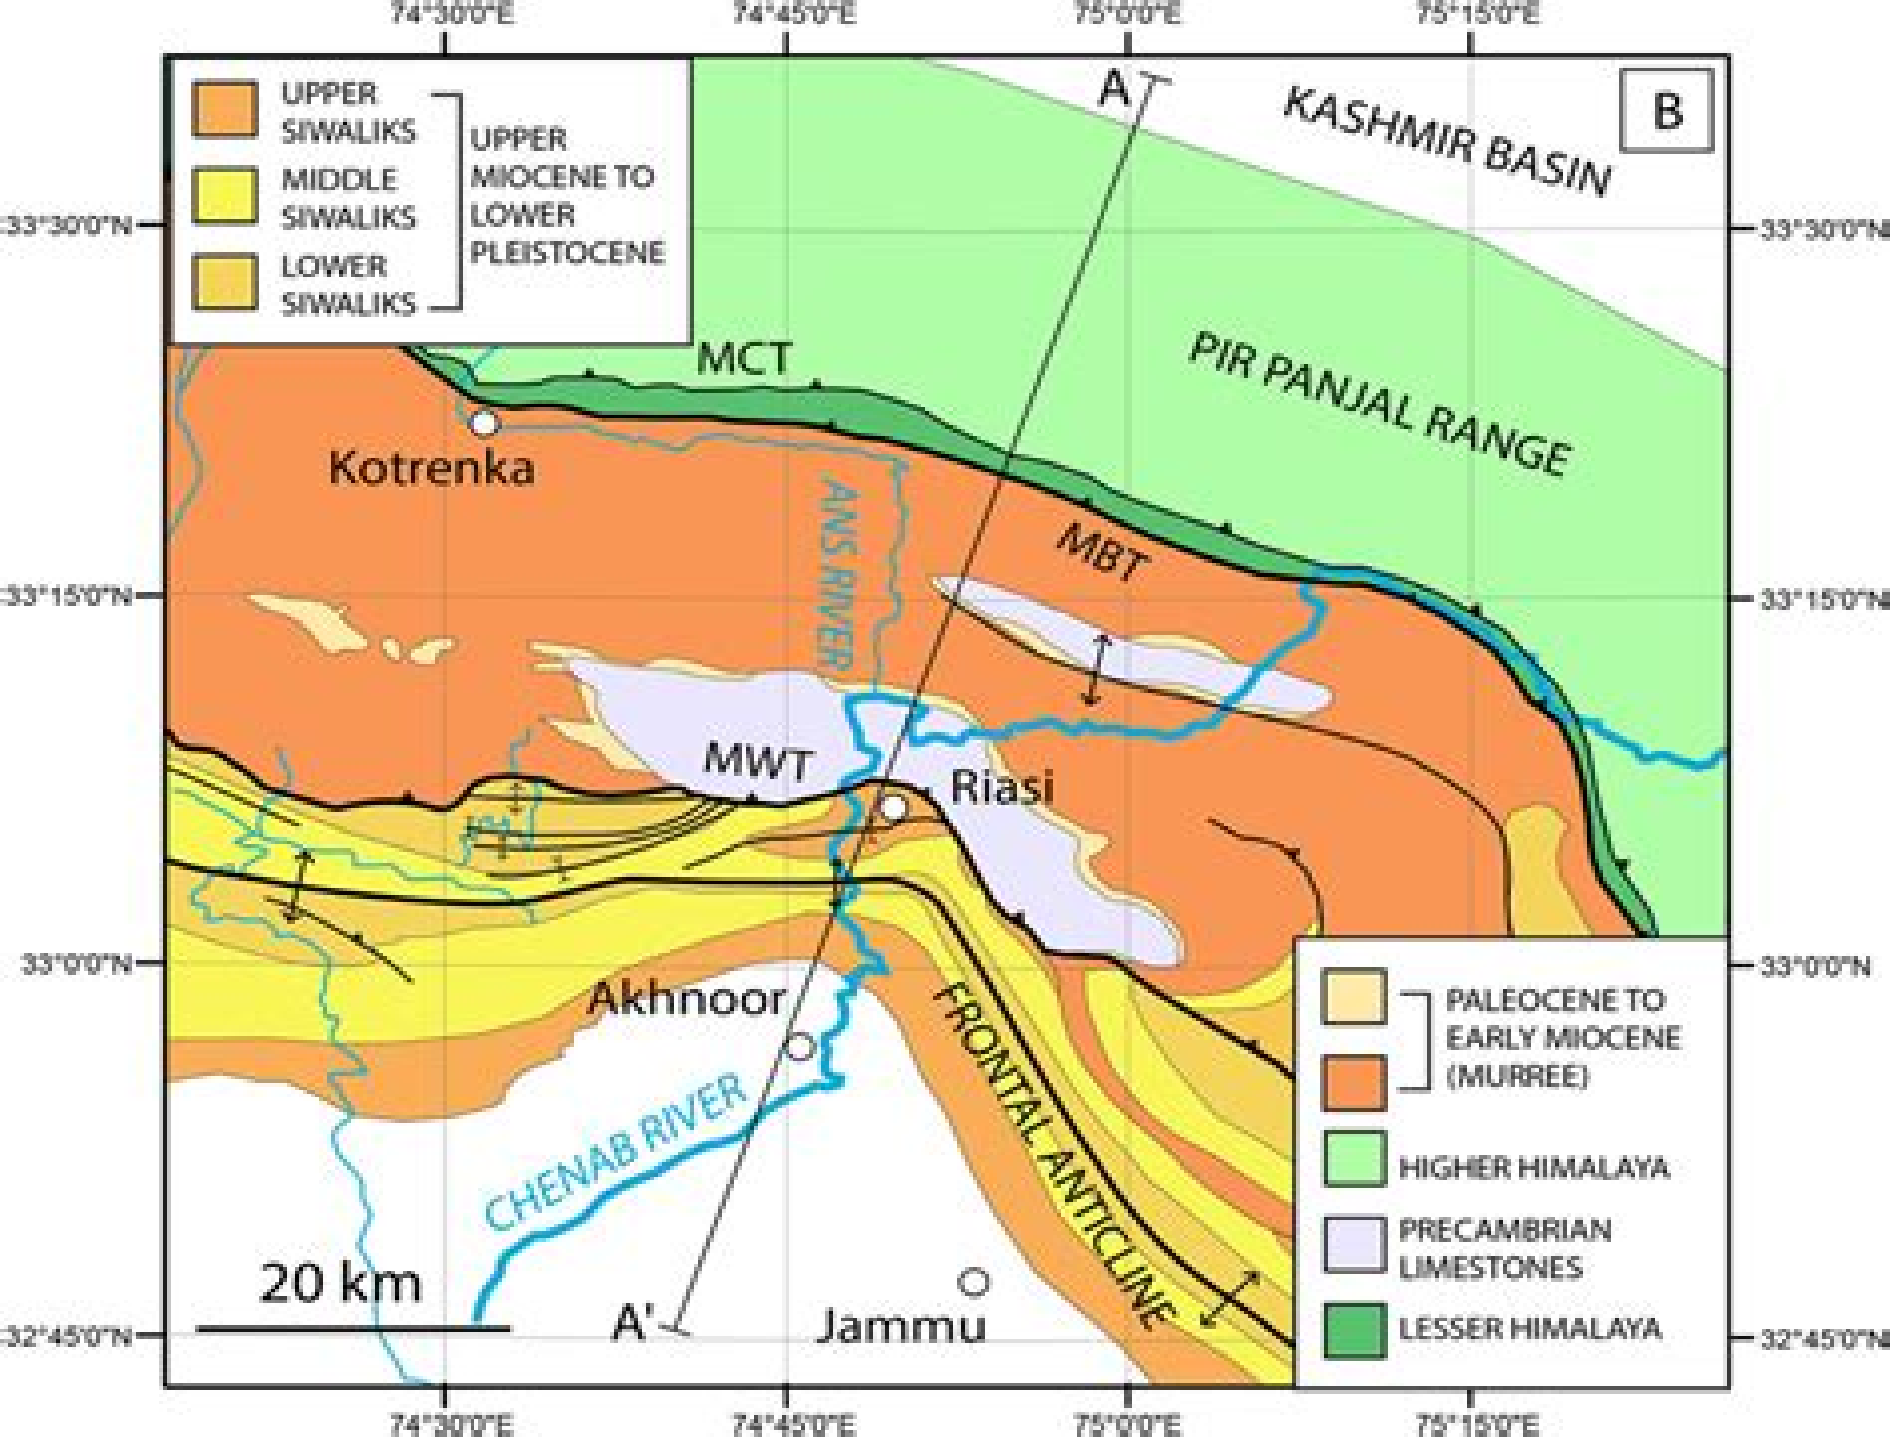 74°30'0"E 74°45'0"E 75°0'0"E 75°15'0"E
UPPER
SIWALIKS
MIDDLE
SIWALIKS
LOWER
SIWALIKS
UPPER
MIOCENE TO
LOWER
PLEISTOCENE
A
KASHMIR BASIN
B
33°30'0"N 33°30'0"N
MCT
PIR PANJAL RANGE
Kotrenka
ANS RIVER
MBT
33°15'0"N 33°15'0"N
MWT
Riasi
33°0'0"N 33°0'0"N
Akhnoor
FRONTAL ANTICLINE
CHENAB RIVER
PALEOCENE TO
EARLY MIOCENE
(MURREE)
HIGHER HIMALAYA
PRECAMBRIAN
LIMESTONES
LESSER HIMALAYA
20 km
A'
Jammu
32°45'0"N 32°45'0"N
74°30'0"E 74°45'0"E 75°0'0"E 75°15'0"E